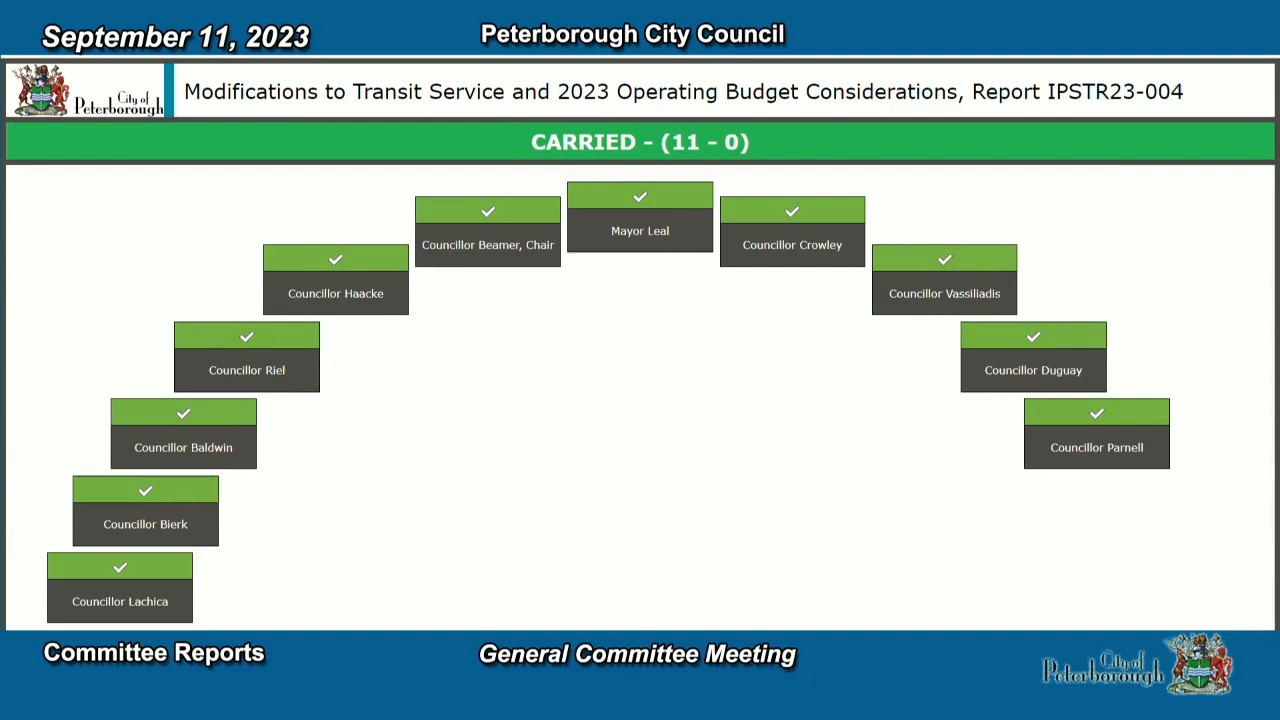 September 11, 2023
Peterborough City Council
City of
Peterborough
Modifications to Transit Service and 2023 Operating Budget Considerations, Report IPSTR23-004
CARRIED - (11 - 0)
Mayor Leal
Councillor Beamer, Chair
Councillor Crowley
Councillor Haacke
Councillor Vassiliadis
Councillor Riel
Councillor Duguay
Councillor Baldwin
Councillor Parnell
Councillor Bierk
Councillor Lachica
Committee Reports
General Committee Meeting
City of
Peterborough